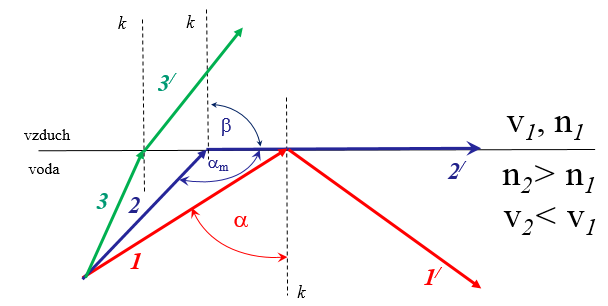 k
k
3/
vzduch
β
v1, n1
voda
αm
2/
n2> n1
3
2
v2< v1
α
1
1/
k